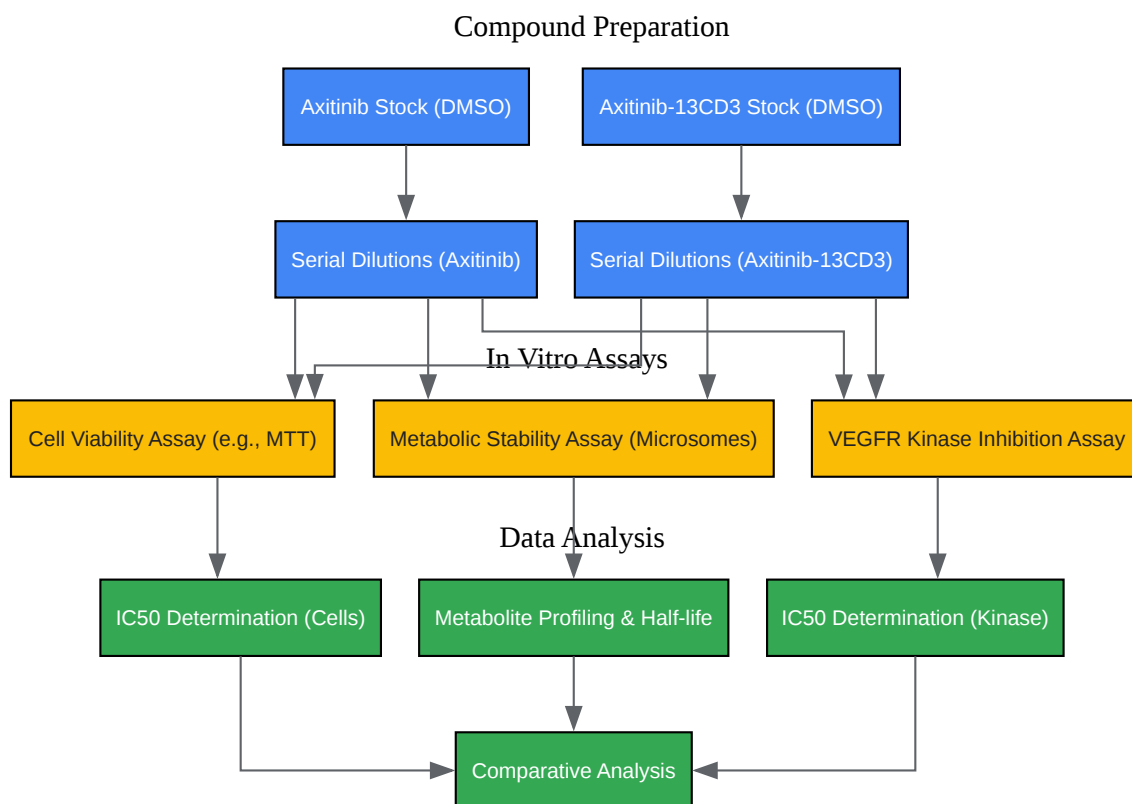 Compound Preparation
Axitinib Stock (DMSO)
Axitinib-13CD3 Stock (DMSO)
Serial Dilutions (Axitinib)
Serial Dilutions (Axitinib-13CD3)
In Vitro Assays
Cell Viability Assay (e.g., MTT)
Metabolic Stability Assay (Microsomes)
VEGFR Kinase Inhibition Assay
Data Analysis
IC50 Determination (Cells)
Metabolite Profiling & Half-life
IC50 Determination (Kinase)
Comparative Analysis